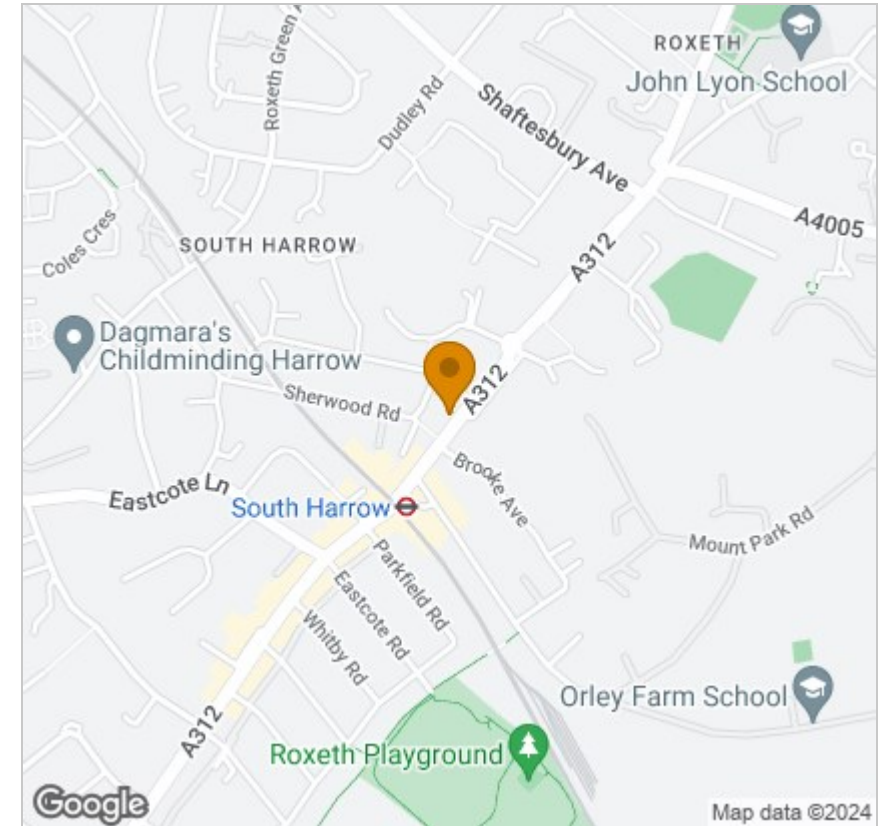 ROXETH
John Lyon School
Roxeth Green
Dudley Rd
Shaftesbury Ave
A4005
Coles Cres
SOUTH HARROW
A312
Dagmara's
Childminding Harrow
A312
Sherwood Rd
Brooke Ave
Eastcote Ln
South Harrow
Mount Park Rd
Parkfield Rd
Eastcote Rd
Whitby Rd
Orley Farm School
A312
Roxeth Playground
Google
Map data ©2024